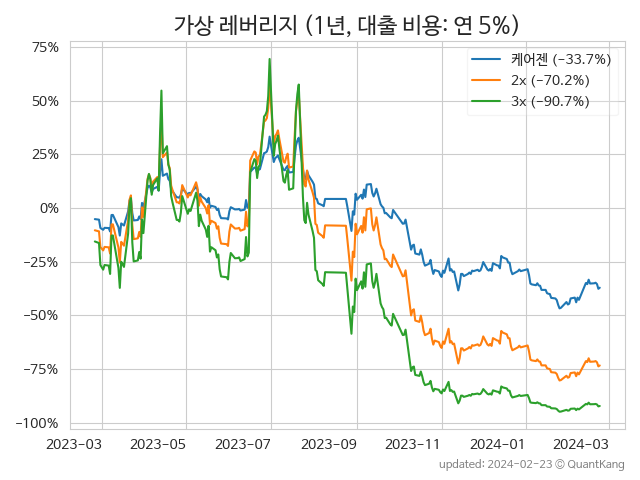 가상 레버리지 (1년, 대출 비용: 연 5%)
케어젠 (-33.7%)
2x (-70.2%)
3x (-90.7%)
75%
50%
25%
0%
-25%
-50%
-75%
-100%
2023-03 2023-05 2023-07 2023-09 2023-11 2024-01 2024-03
updated: 2024-02-23 © QuantKang